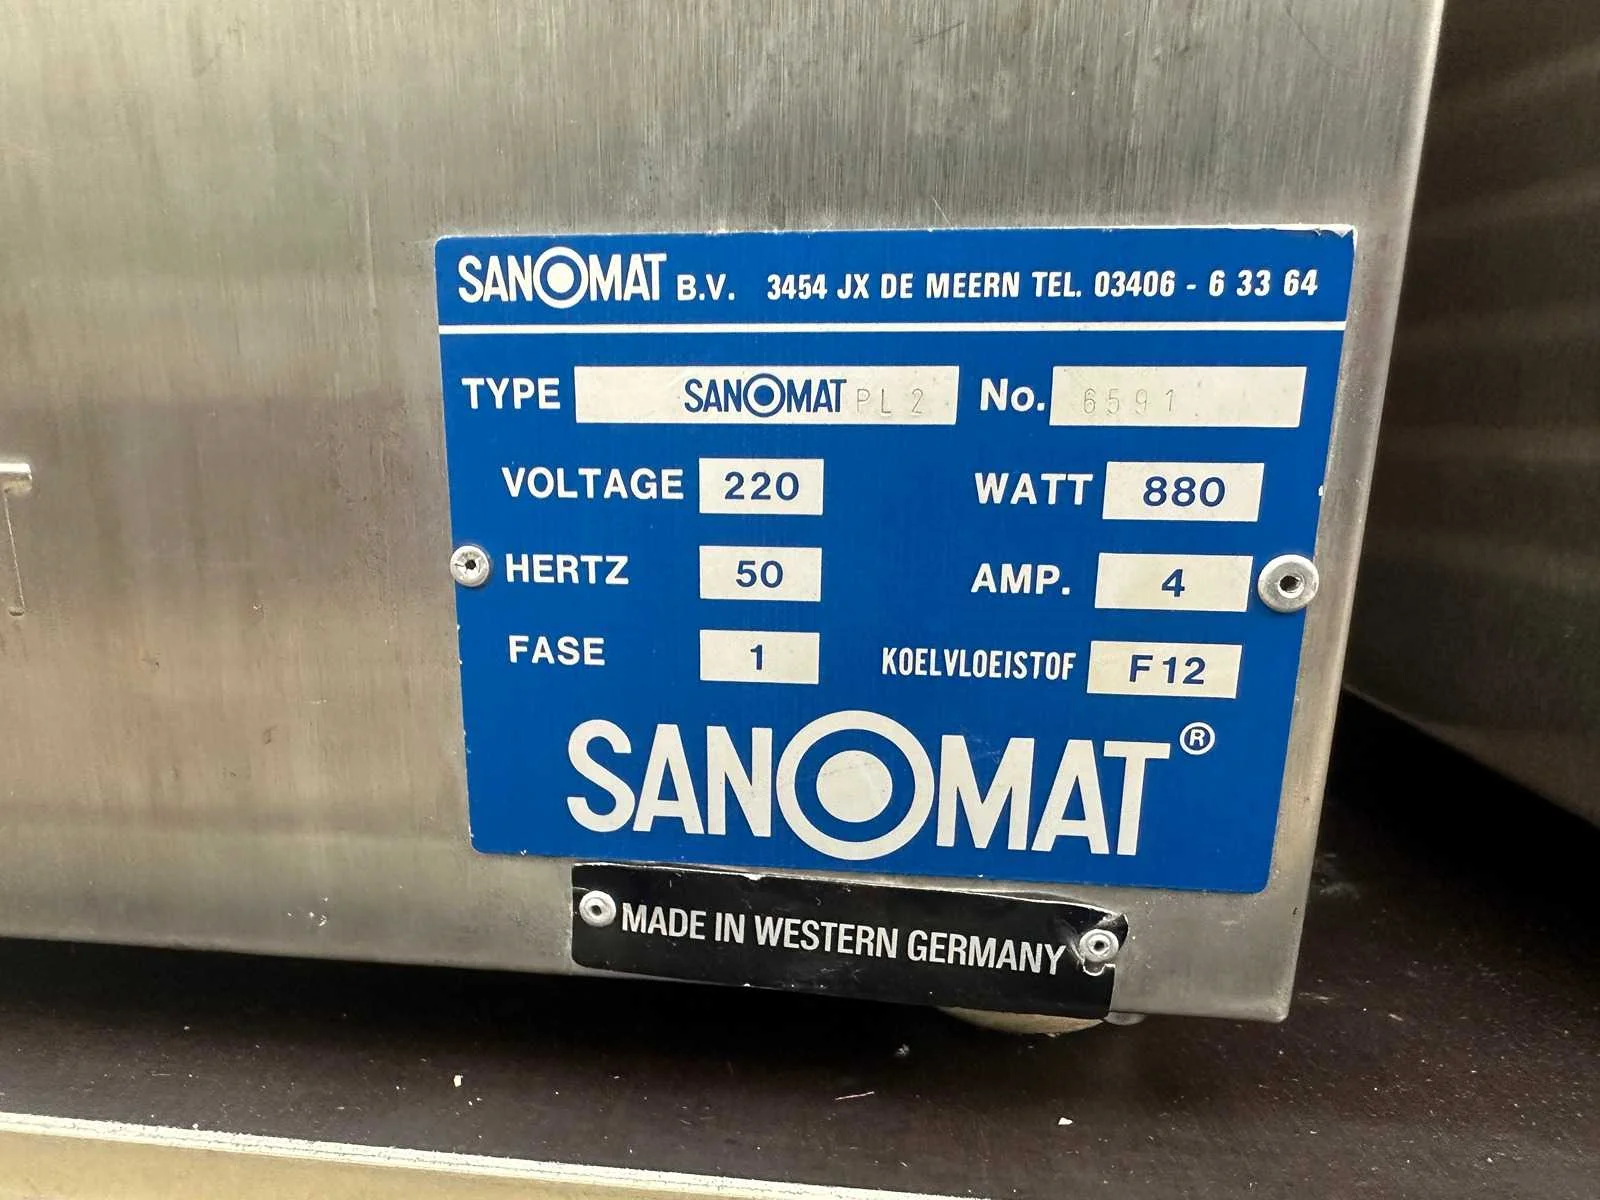 SANOMAT B.V. 3454 JX DE MEERN TEL. 03406 - 6 33 64
TYPE SANOMAT PL 2 No. 6591
VOLTAGE 220 WATT 880
HERTZ 50 AMP. 4
FASE 1 KOELVLOEISTOF F12
SANOMAT®
MADE IN WESTERN GERMANY